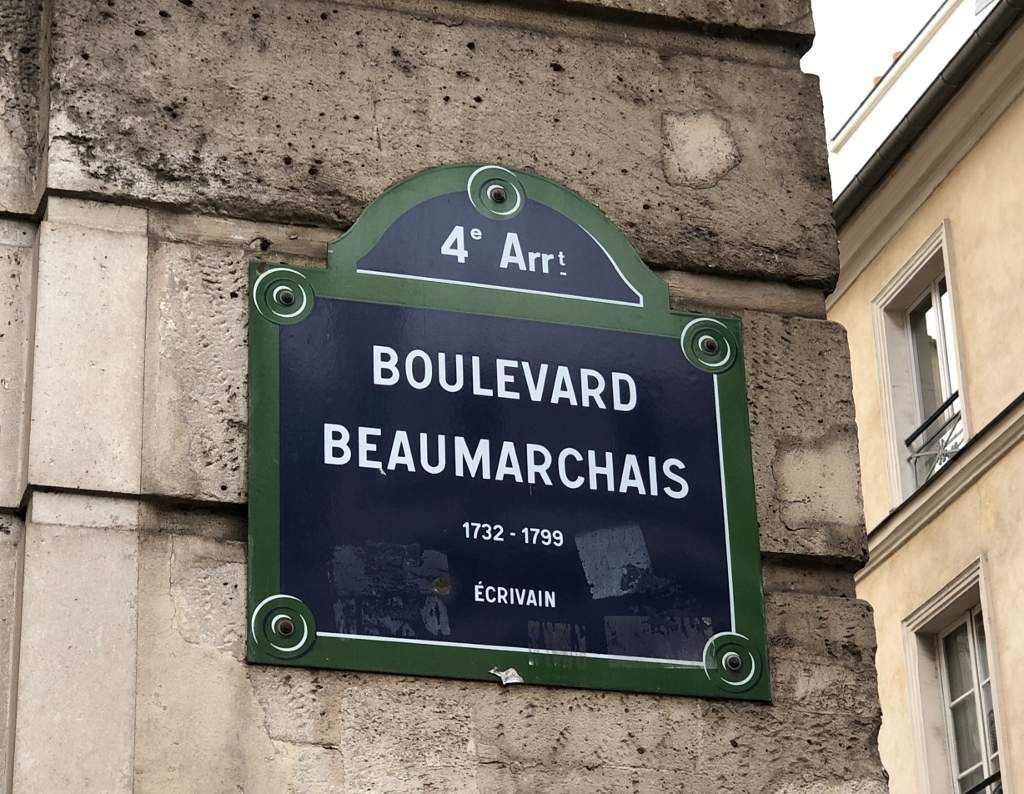 4e Arrt
BOULEVARD
BEAUMARCHAIS
1732 - 1799
ÉCRIVAIN